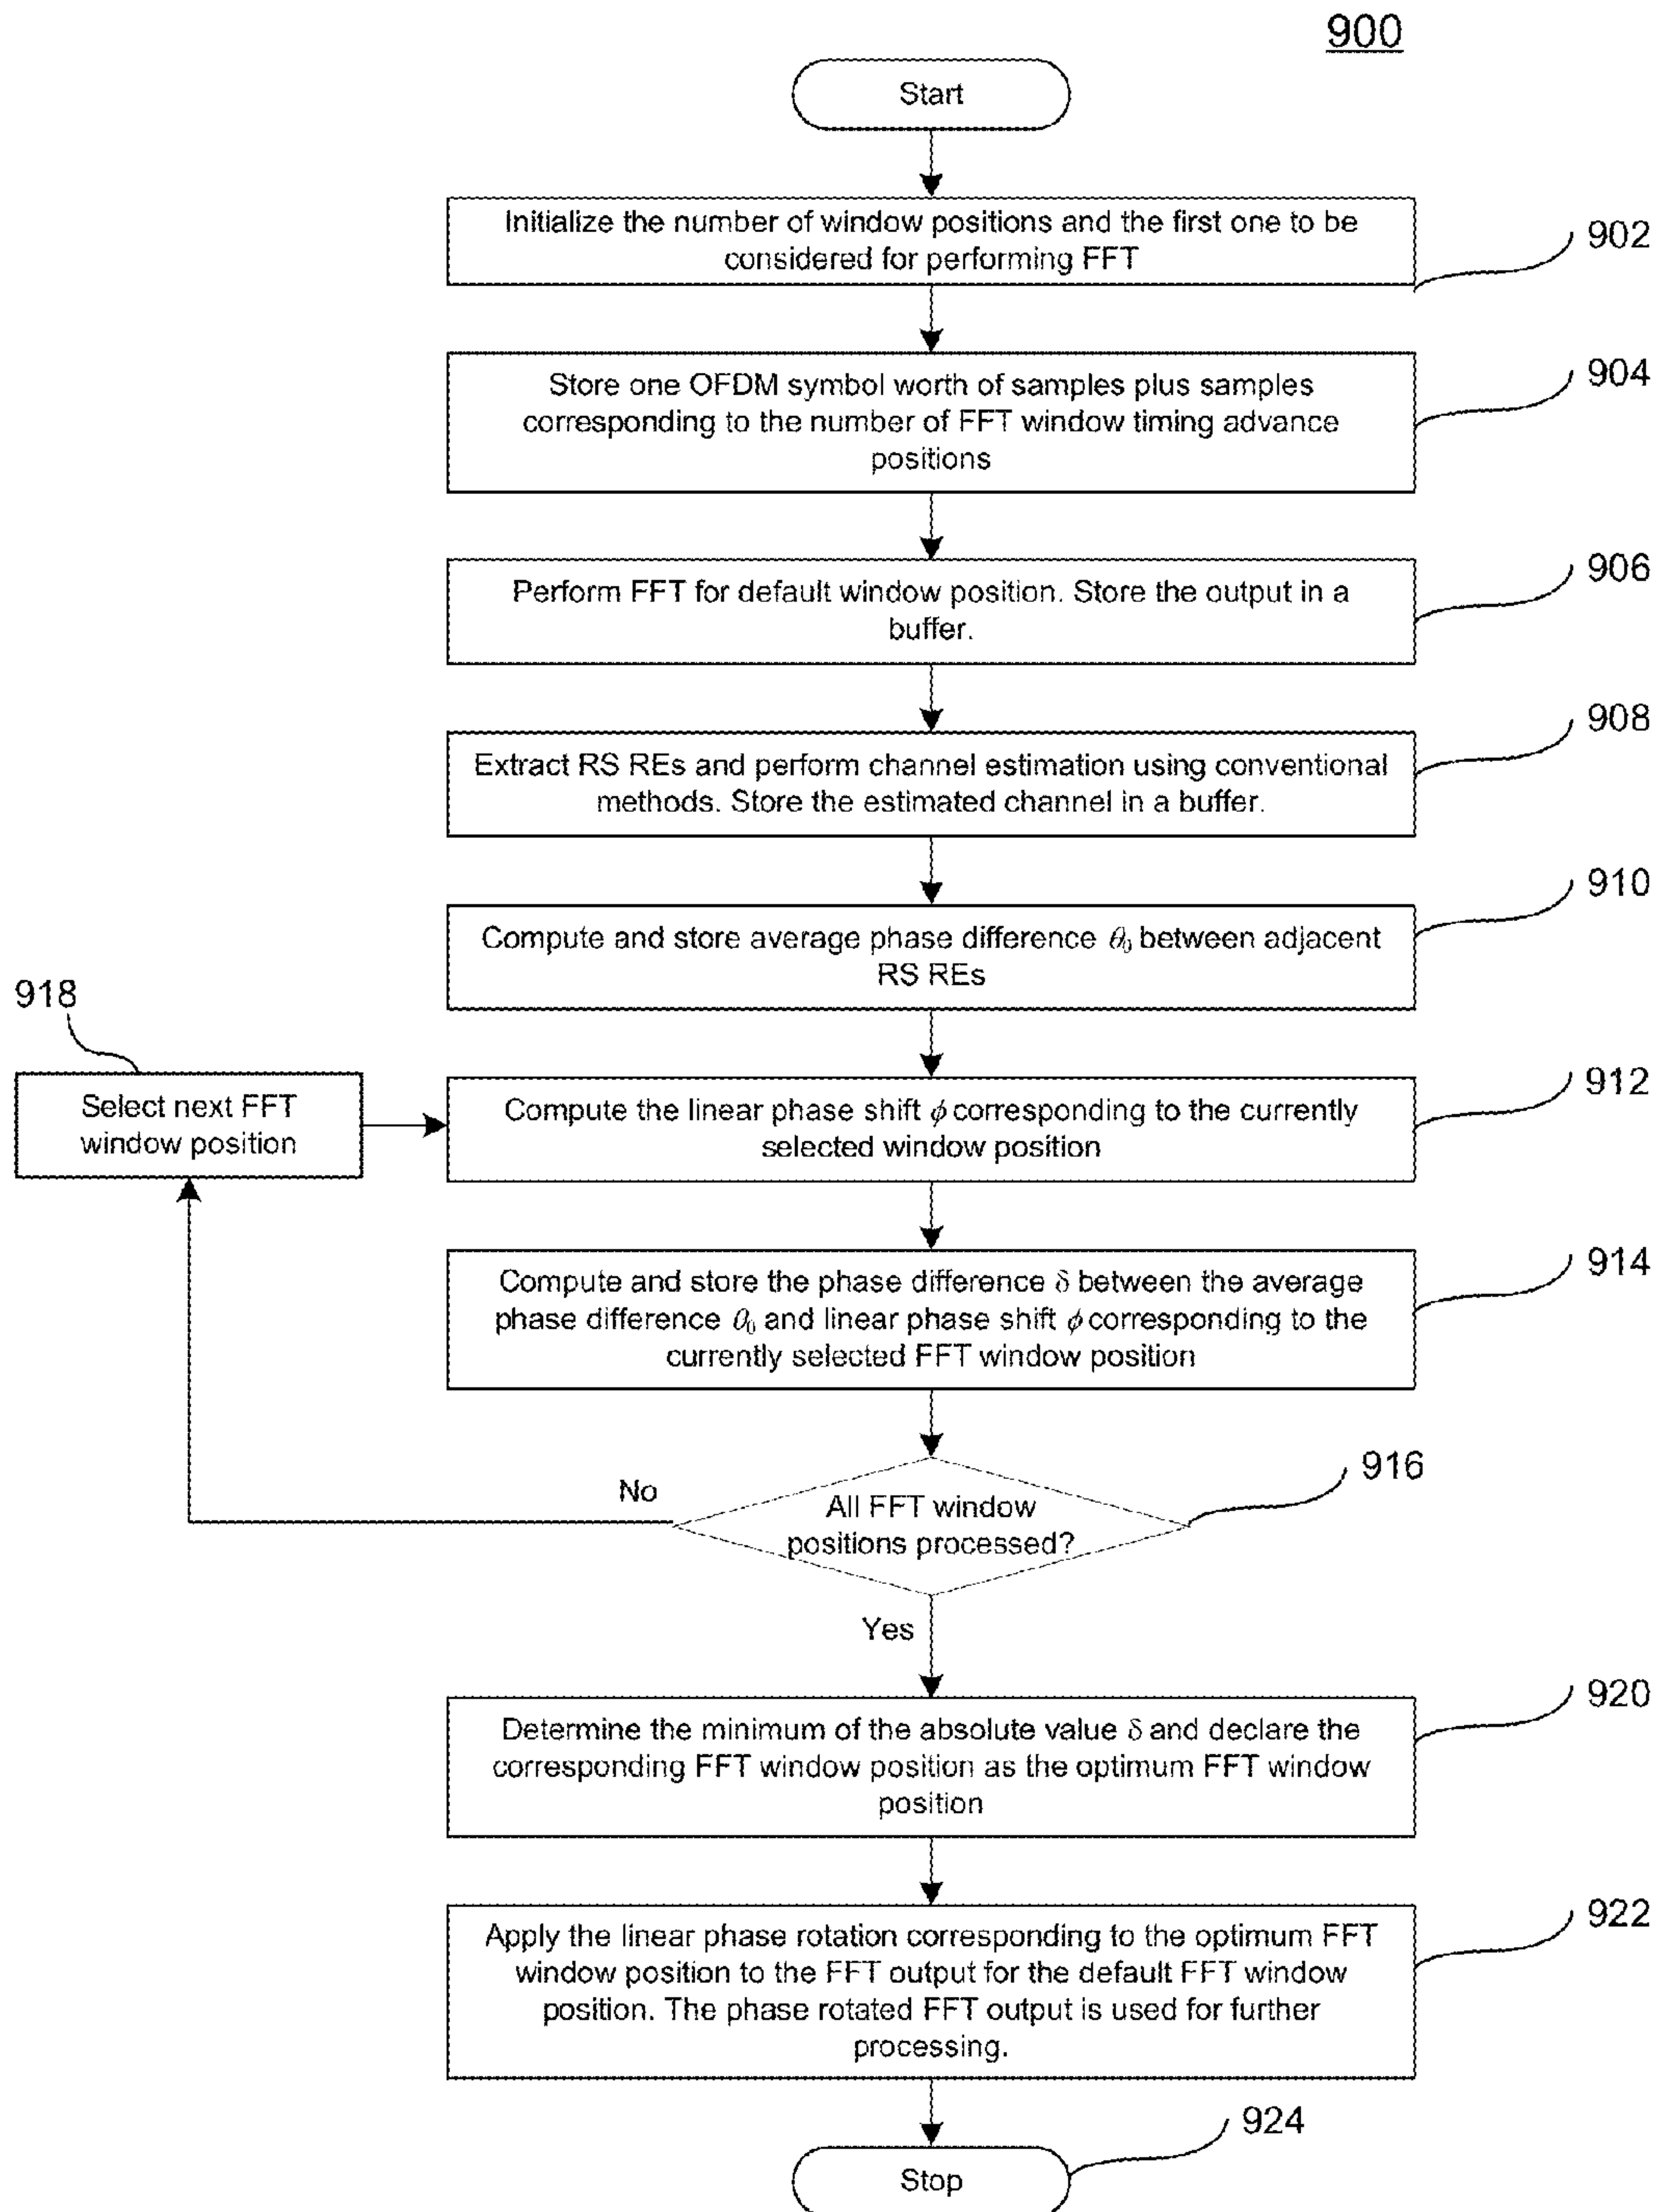 900
Start
Initialize the number of window positions and the first one to be
considered for performing FFT
902
Store one OFDM symbol worth of samples plus samples
corresponding to the number of FFT window timing advance
positions
904
Perform FFT for default window position. Store the output in a
buffer.
906
Extract RS REs and perform channel estimation using conventional
methods. Store the estimated channel in a buffer.
908
Compute and store average phase difference θ₀ between adjacent
RS REs
910
918
Select next FFT
window position
Compute the linear phase shift ϕ corresponding to the currently
selected window position
912
Compute and store the phase difference δ between the average
phase difference θ₀ and linear phase shift ϕ corresponding to the
currently selected FFT window position
914
No
All FFT window
positions processed?
916
Yes
Determine the minimum of the absolute value δ and declare the
corresponding FFT window position as the optimum FFT window
position
920
Apply the linear phase rotation corresponding to the optimum FFT
window position to the FFT output for the default FFT window
position. The phase rotated FFT output is used for further
processing.
922
924
Stop